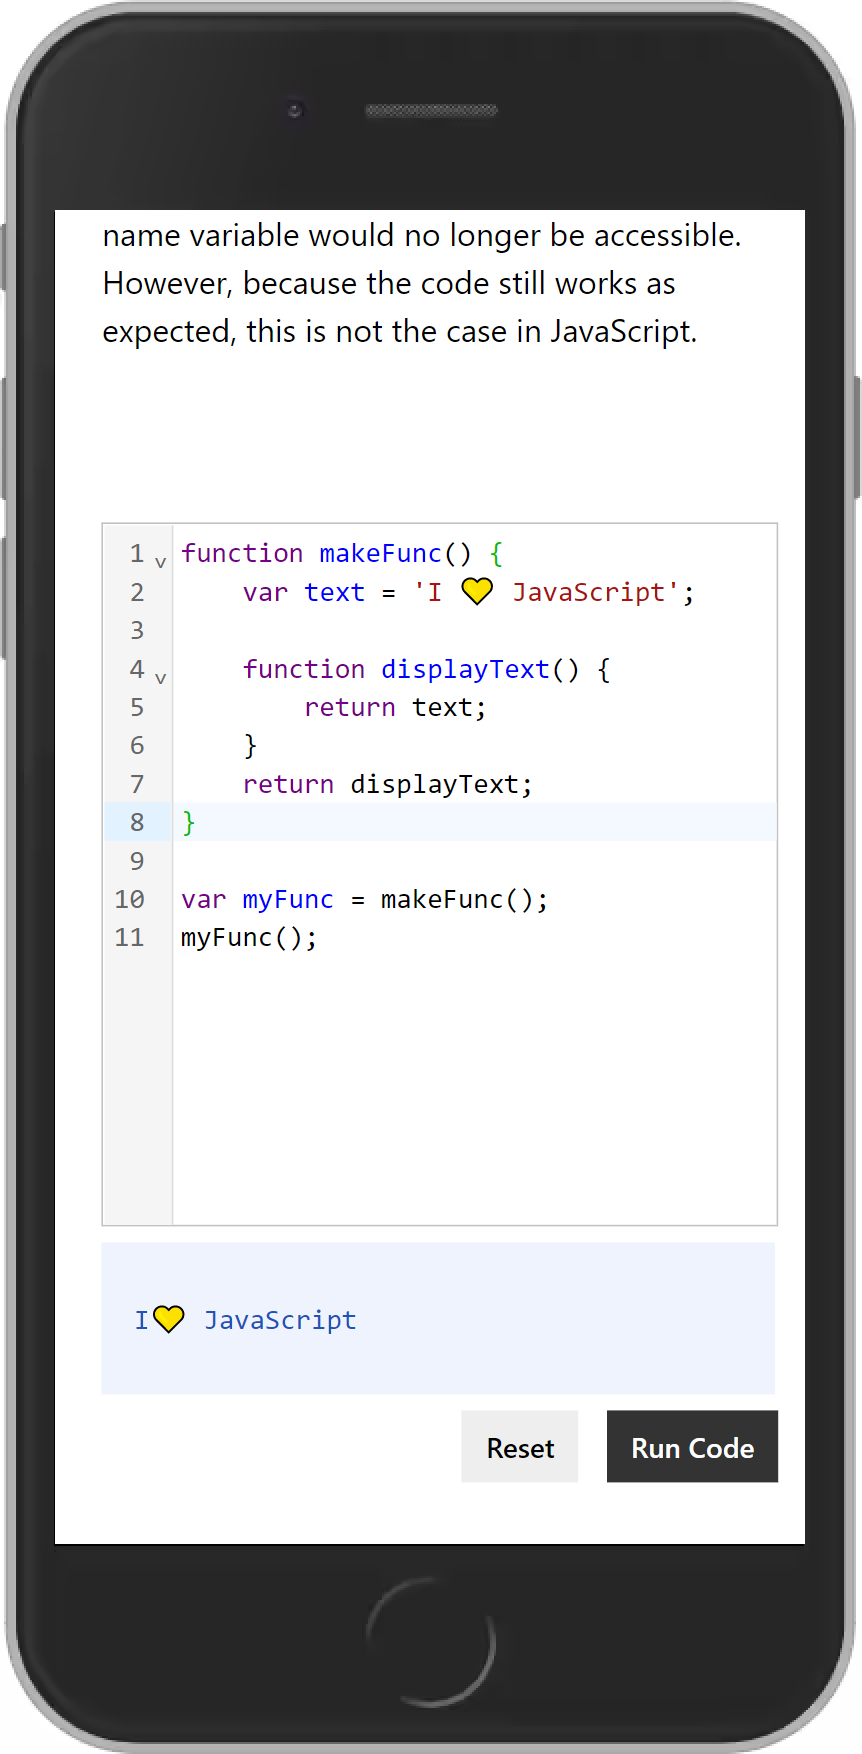 name variable would no longer be accessible.
However, because the code still works as
expected, this is not the case in JavaScript.
1 v function makeFunc() {
2     var text = 'I 💛 JavaScript';
3
4 v     function displayText() {
5         return text;
6     }
7     return displayText;
8 }
9
10 var myFunc = makeFunc();
11 myFunc();
I💛 JavaScript
Reset Run Code